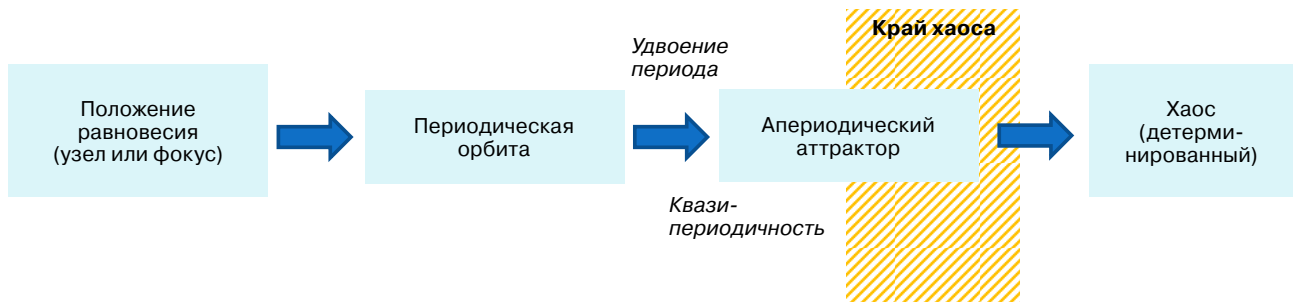 Край хаоса
Удвоение
периода
Положение
равновесия
(узел или фокус)
Периодическая
орбита
Апериодический
аттрактор
Хаос
(детерми-
нированный)
Квази-
периодичность